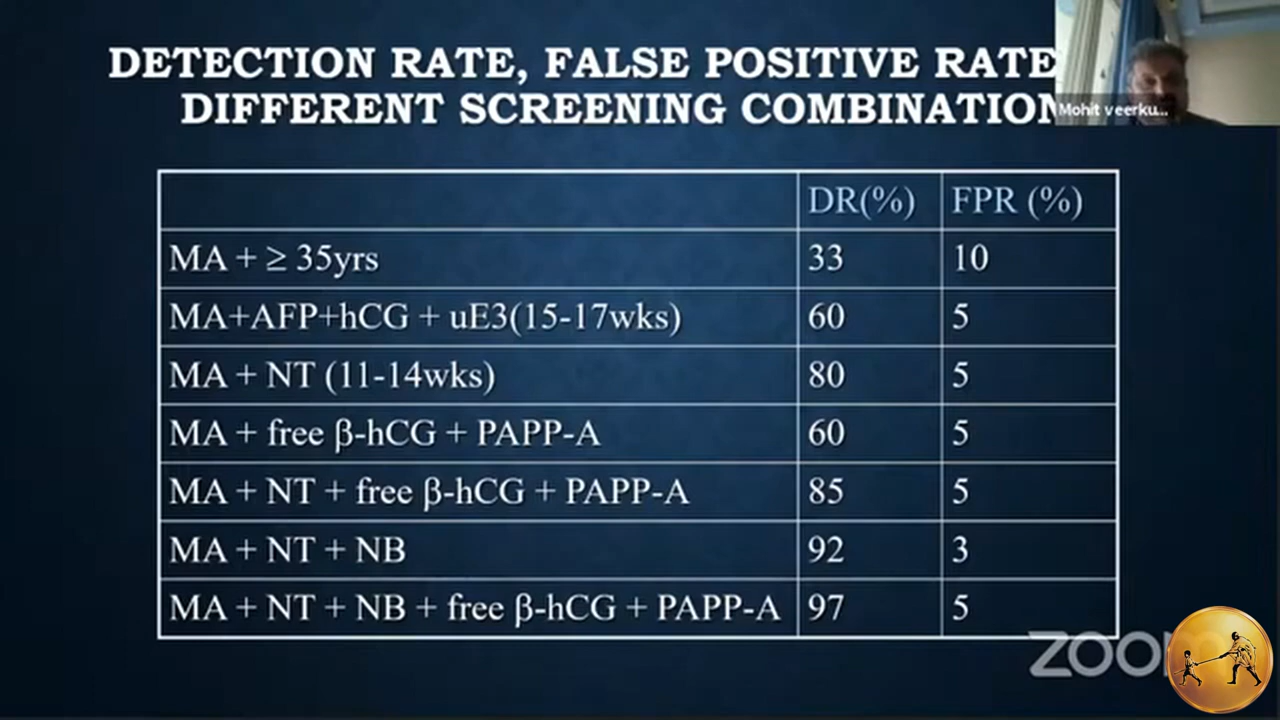 DETECTION RATE, FALSE POSITIVE RATE
DIFFERENT SCREENING COMBINATION
Mohit veerku...
DR(%) FPR (%)
MA + ≥ 35yrs 33 10
MA+AFP+hCG + uE3(15-17wks) 60 5
MA + NT (11-14wks) 80 5
MA + free β-hCG + PAPP-A 60 5
MA + NT + free β-hCG + PAPP-A 85 5
MA + NT + NB 92 3
MA + NT + NB + free β-hCG + PAPP-A 97 5
zoom